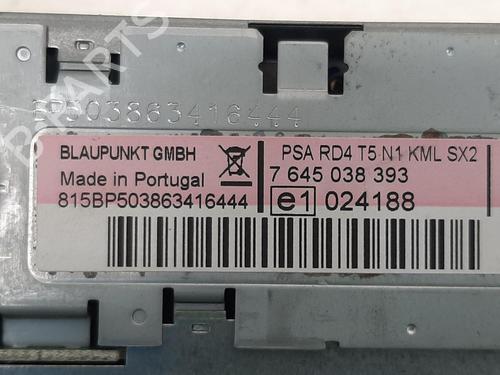 BP503863416444
BLAUPUNKT GMBH
Made in Portugal
815BP503863416444
PSA RD4 T5 N1 KML SX2
7 645 038 393
e1 024188